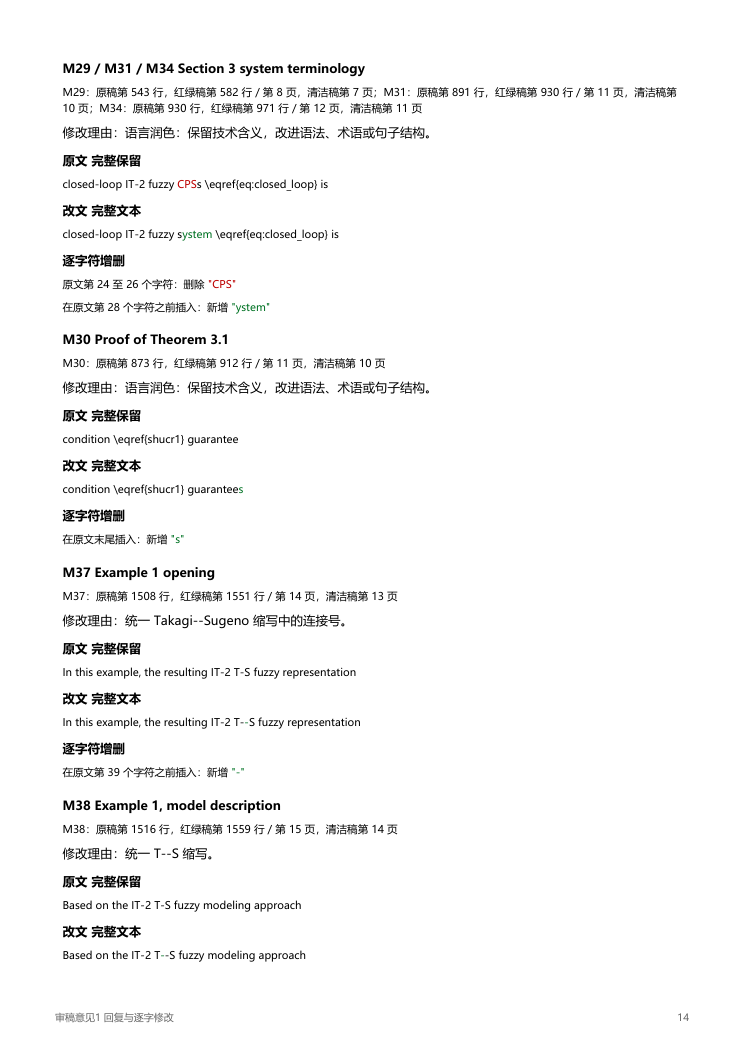 M29 / M31 / M34 Section 3 system terminology
M29：原稿第 543 行，红绿稿第 582 行 / 第 8 页，清洁稿第 7 页；M31：原稿第 891 行，红绿稿第 930 行 / 第 11 页，清洁稿第
10 页；M34：原稿第 930 行，红绿稿第 971 行 / 第 12 页，清洁稿第 11 页
修改理由：语言润色：保留技术含义，改进语法、术语或句子结构。
原文 完整保留
closed-loop IT-2 fuzzy CPSs \eqref{eq:closed_loop} is
改文 完整文本
closed-loop IT-2 fuzzy system \eqref{eq:closed_loop} is
逐字符增删
原文第 24 至 26 个字符：删除 "CPS"
在原文第 28 个字符之前插入：新增 "ystem"
M30 Proof of Theorem 3.1
M30：原稿第 873 行，红绿稿第 912 行 / 第 11 页，清洁稿第 10 页
修改理由：语言润色：保留技术含义，改进语法、术语或句子结构。
原文 完整保留
condition \eqref{shucr1} guarantee
改文 完整文本
condition \eqref{shucr1} guarantees
逐字符增删
在原文末尾插入：新增 "s"
M37 Example 1 opening
M37：原稿第 1508 行，红绿稿第 1551 行 / 第 14 页，清洁稿第 13 页
修改理由：统一 Takagi--Sugeno 缩写中的连接号。
原文 完整保留
In this example, the resulting IT-2 T-S fuzzy representation
改文 完整文本
In this example, the resulting IT-2 T--S fuzzy representation
逐字符增删
在原文第 39 个字符之前插入：新增 "-"
M38 Example 1, model description
M38：原稿第 1516 行，红绿稿第 1559 行 / 第 15 页，清洁稿第 14 页
修改理由：统一 T--S 缩写。
原文 完整保留
Based on the IT-2 T-S fuzzy modeling approach
改文 完整文本
Based on the IT-2 T--S fuzzy modeling approach
审稿意见1 回复与逐字修改
14